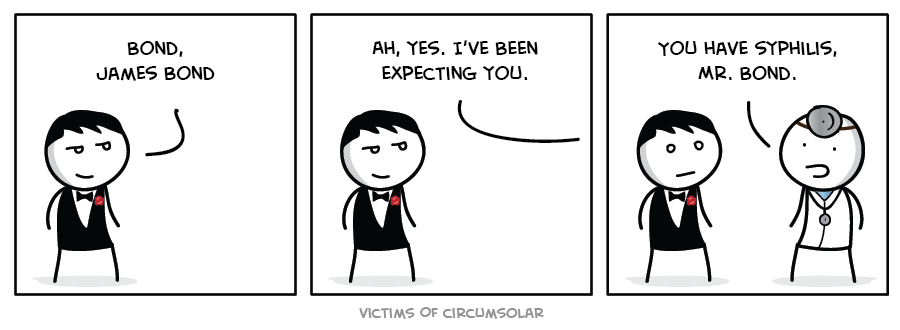 BOND,
JAMES BOND
AH, YES. I'VE BEEN
EXPECTING YOU.
YOU HAVE SYPHILIS,
MR. BOND.
VICTIMS OF CIRCUMSOLAR